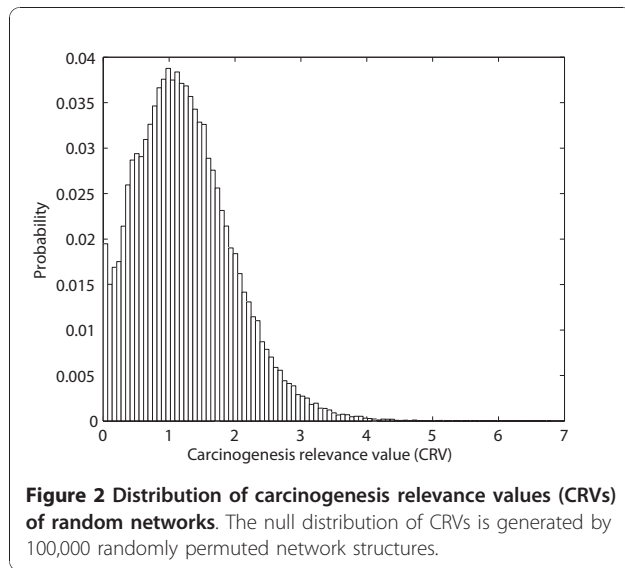 0.04
0.035
0.03
0.025
0.02
0.015
0.01
0.005
0
Probability
0 1 2 3 4 5 6 7
Carcinogenesis relevance value (CRV)
Figure 2 Distribution of carcinogenesis relevance values (CRVs)
of random networks. The null distribution of CRVs is generated by
100,000 randomly permuted network structures.